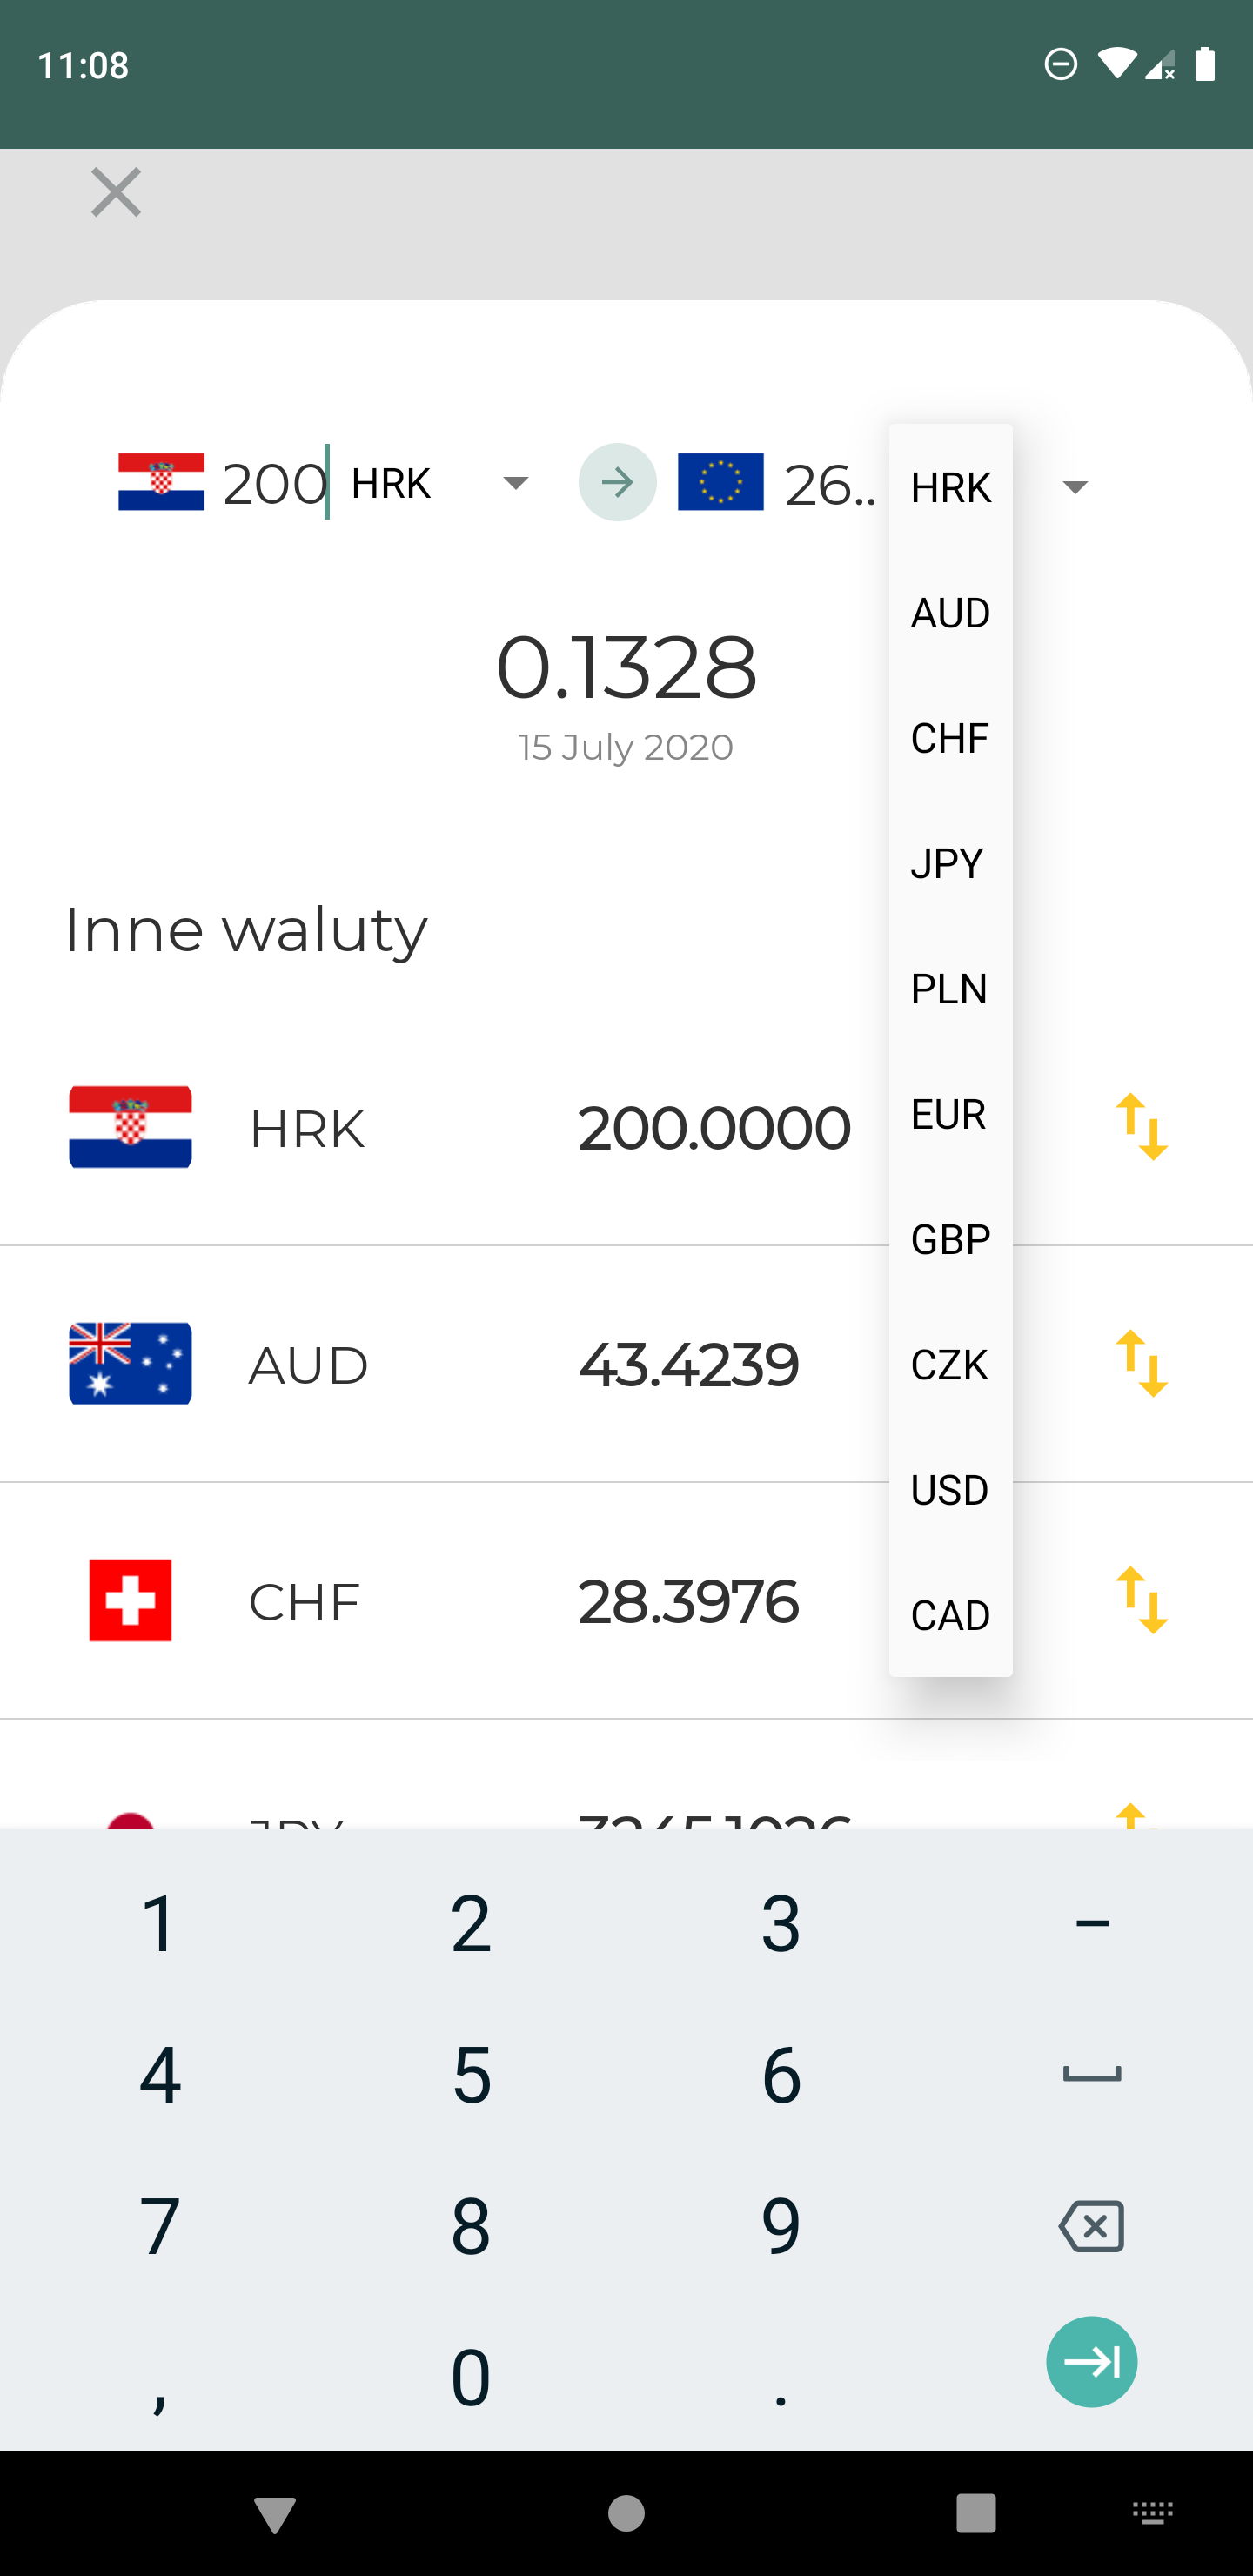 11:08
200 HRK 26.. HRK
AUD
CHF
JPY
PLN
EUR
GBP
CZK
USD
CAD
0.1328
15 July 2020
Inne waluty
HRK 200.0000
AUD 43.4239
CHF 28.3976
JPY
1 2 3 –
4 5 6
7 8 9
, 0 .